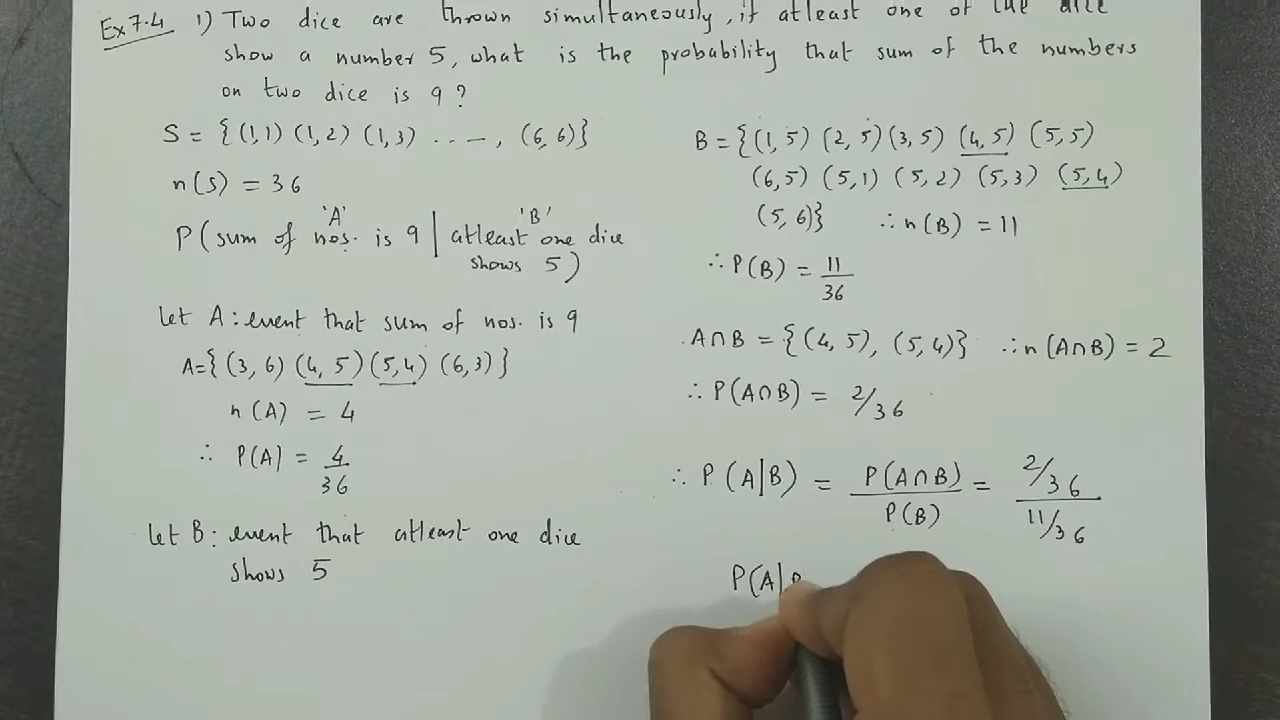 Ex 7.4 1) Two dice are thrown simultaneously, if atleast one of the dice
show a number 5, what is the probability that sum of the numbers
on two dice is 9?
S = {(1,1) (1,2) (1,3) ...-, (6,6)}
n(S) = 36
'A' 'B'
P(sum of nos. is 9 | atleast one dice
shows 5)
Let A: event that sum of nos. is 9
A={(3,6) (4,5) (5,4) (6,3)}
n(A) = 4
∴ P(A) = 4/36
Let B: event that atleast one dice
shows 5
B = {(1,5) (2,5) (3,5) (4,5) (5,5)
(6,5) (5,1) (5,2) (5,3) (5,4)
(5,6)} ∴ n(B) = 11
∴ P(B) = 11/36
A∩B = {(4,5), (5,4)} ∴ n(A∩B) = 2
∴ P(A∩B) = 2/36
∴ P(A|B) = P(A∩B)/P(B) = 2/36 / 11/36
P(A|B